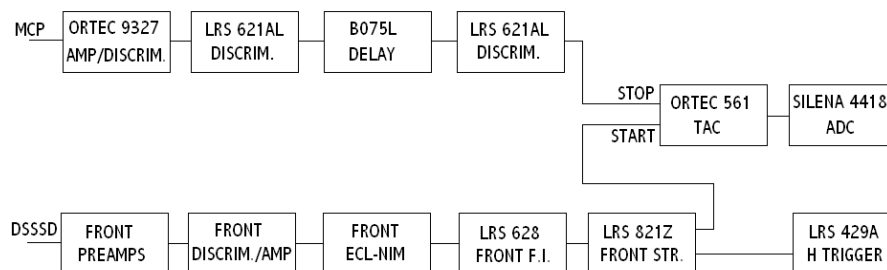 MCP
ORTEC 9327
AMP/DISCRIM.
LRS 621AL
DISCRIM.
B075L
DELAY
LRS 621AL
DISCRIM.
STOP
START
ORTEC 561
TAC
SILENA 4418
ADC
DSSSD
FRONT
PREAMPS
FRONT
DISCRIM./AMP
FRONT
ECL-NIM
LRS 628
FRONT F.I.
LRS 821Z
FRONT STR.
LRS 429A
H TRIGGER